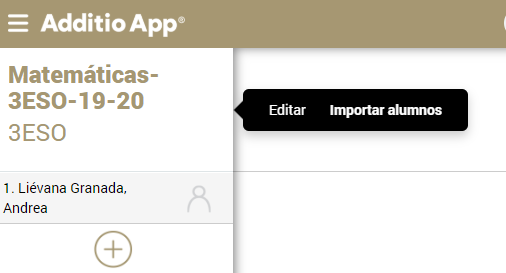 Additio App®
Matemáticas-
3ESO-19-20
3ESO
Editar Importar alumnos
1. Liévana Granada,
Andrea